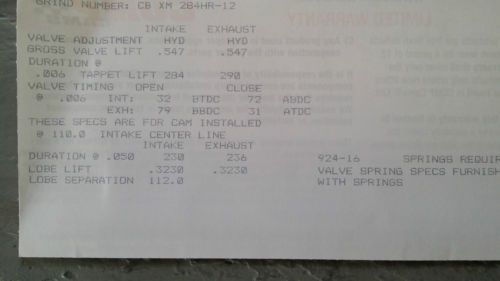 GRIND NUMBER: CB XM 284HR-12
INTAKE EXHAUST
VALVE ADJUSTMENT HYD HYD
GROSS VALVE LIFT .547 .547
DURATION @
.006 TAPPET LIFT 284 290
VALVE TIMING OPEN CLOSE
@ .006 INT: 32 BTDC 72 ABDC
EXH: 79 BBDC 31 ATDC
THESE SPECS ARE FOR CAM INSTALLED
@ 110.0 INTAKE CENTER LINE
INTAKE EXHAUST
DURATION @ .050 230 236 924-16 SPRINGS REQUIR
LOBE LIFT .3230 .3230 VALVE SPRING SPECS FURNISH
LOBE SEPARATION 112.0 WITH SPRINGS